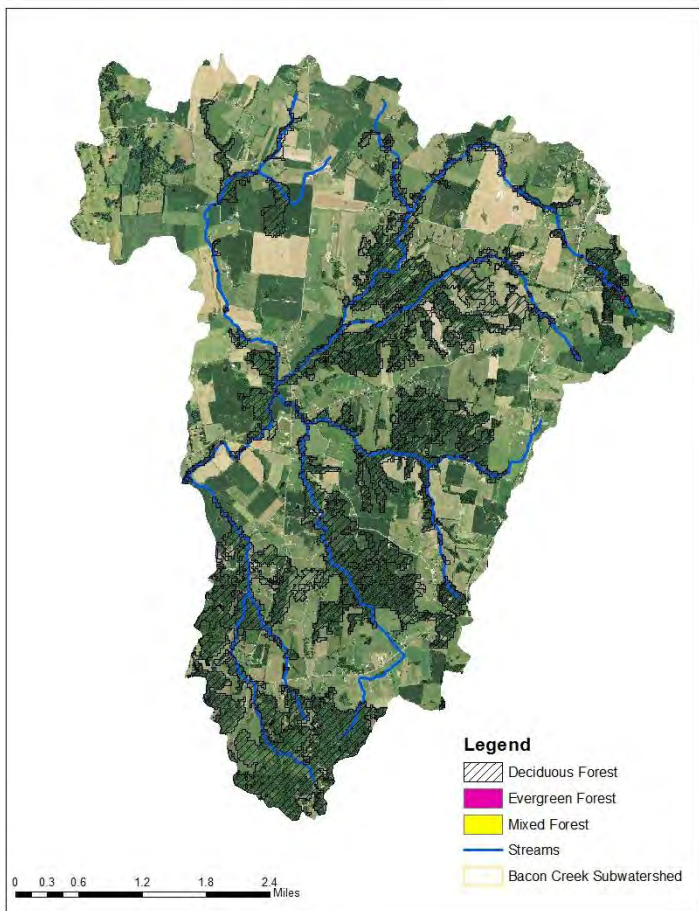 Legend
Deciduous Forest
Evergreen Forest
Mixed Forest
Streams
Bacon Creek Subwatershed
0 0.3 0.6 1.2 1.8 2.4
Miles